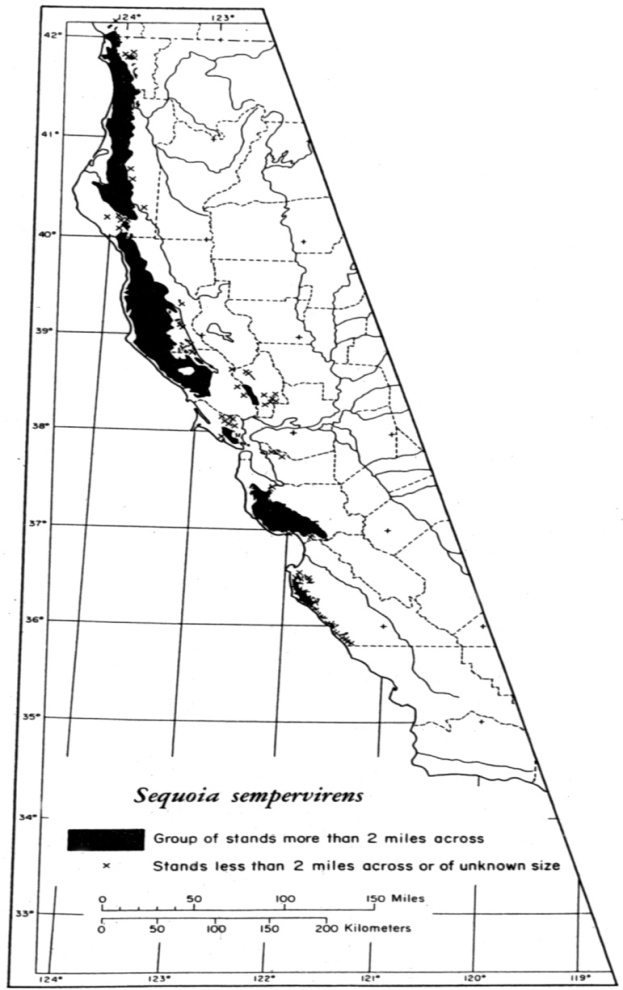 124° 123°
42°
41°
40°
39°
38°
37°
36°
35°
34°
33°
Sequoia sempervirens
Group of stands more than 2 miles across
× Stands less than 2 miles across or of unknown size
0 50 100 150 Miles
0 50 100 150 200 Kilometers
124° 123° 122° 121° 120° 119°